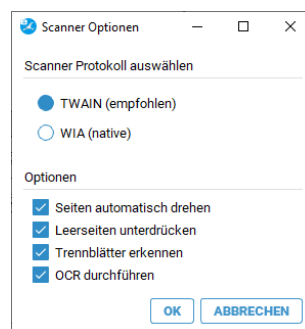 Scanner Optionen
Scanner Protokoll auswählen
TWAIN (empfohlen)
WIA (native)
Optionen
Seiten automatisch drehen
Leerseiten unterdrücken
Trennblätter erkennen
OCR durchführen
OK ABBRECHEN